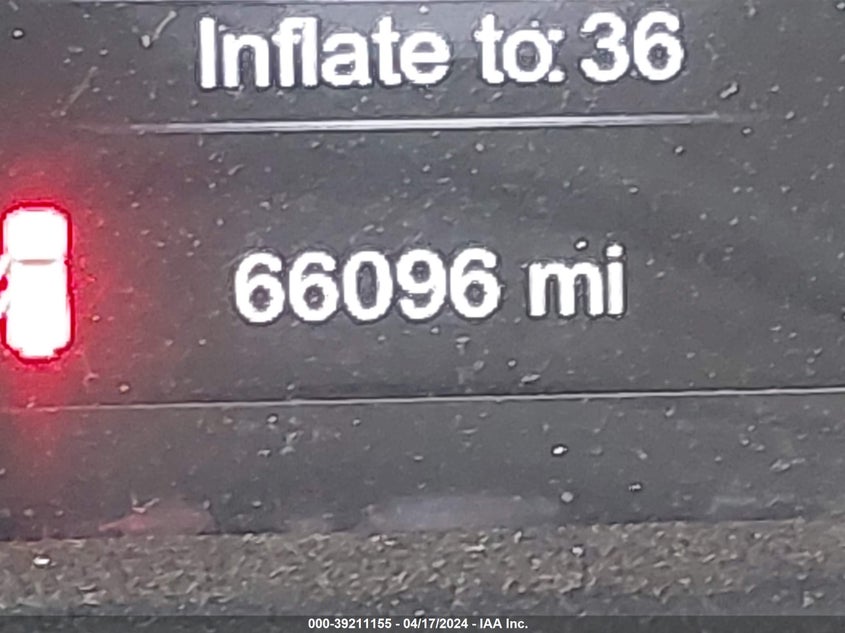 Inflate to: 36
66096 mi
000-39211155 - 04/17/2024 - IAA Inc.